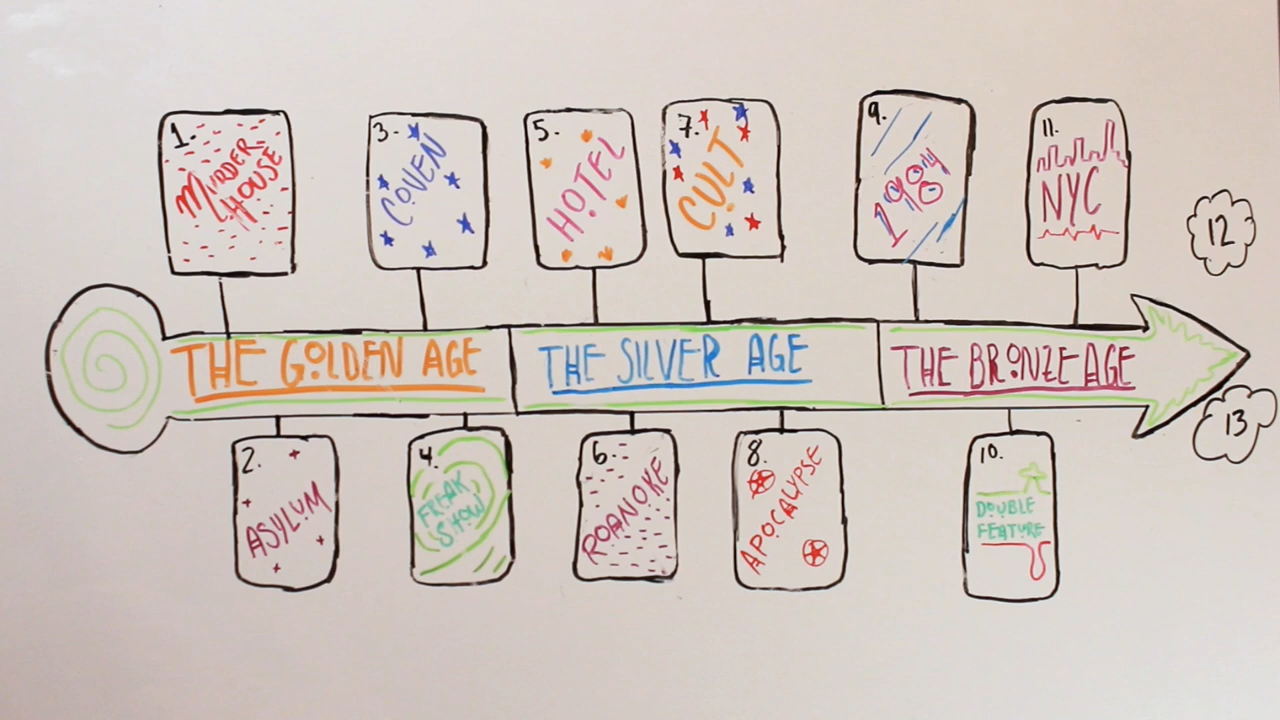 1.
MURDER
HOUSE
3.
COVEN
5.
HOTEL
7.
CULT
9.
1984
11.
NYC
12
THE GOLDEN AGE
THE SILVER AGE
THE BRONZE AGE
13
2.
ASYLUM
4.
FREAK
SHOW
6.
ROANOKE
8.
APOCALYPSE
10.
DOUBLE
FEATURE